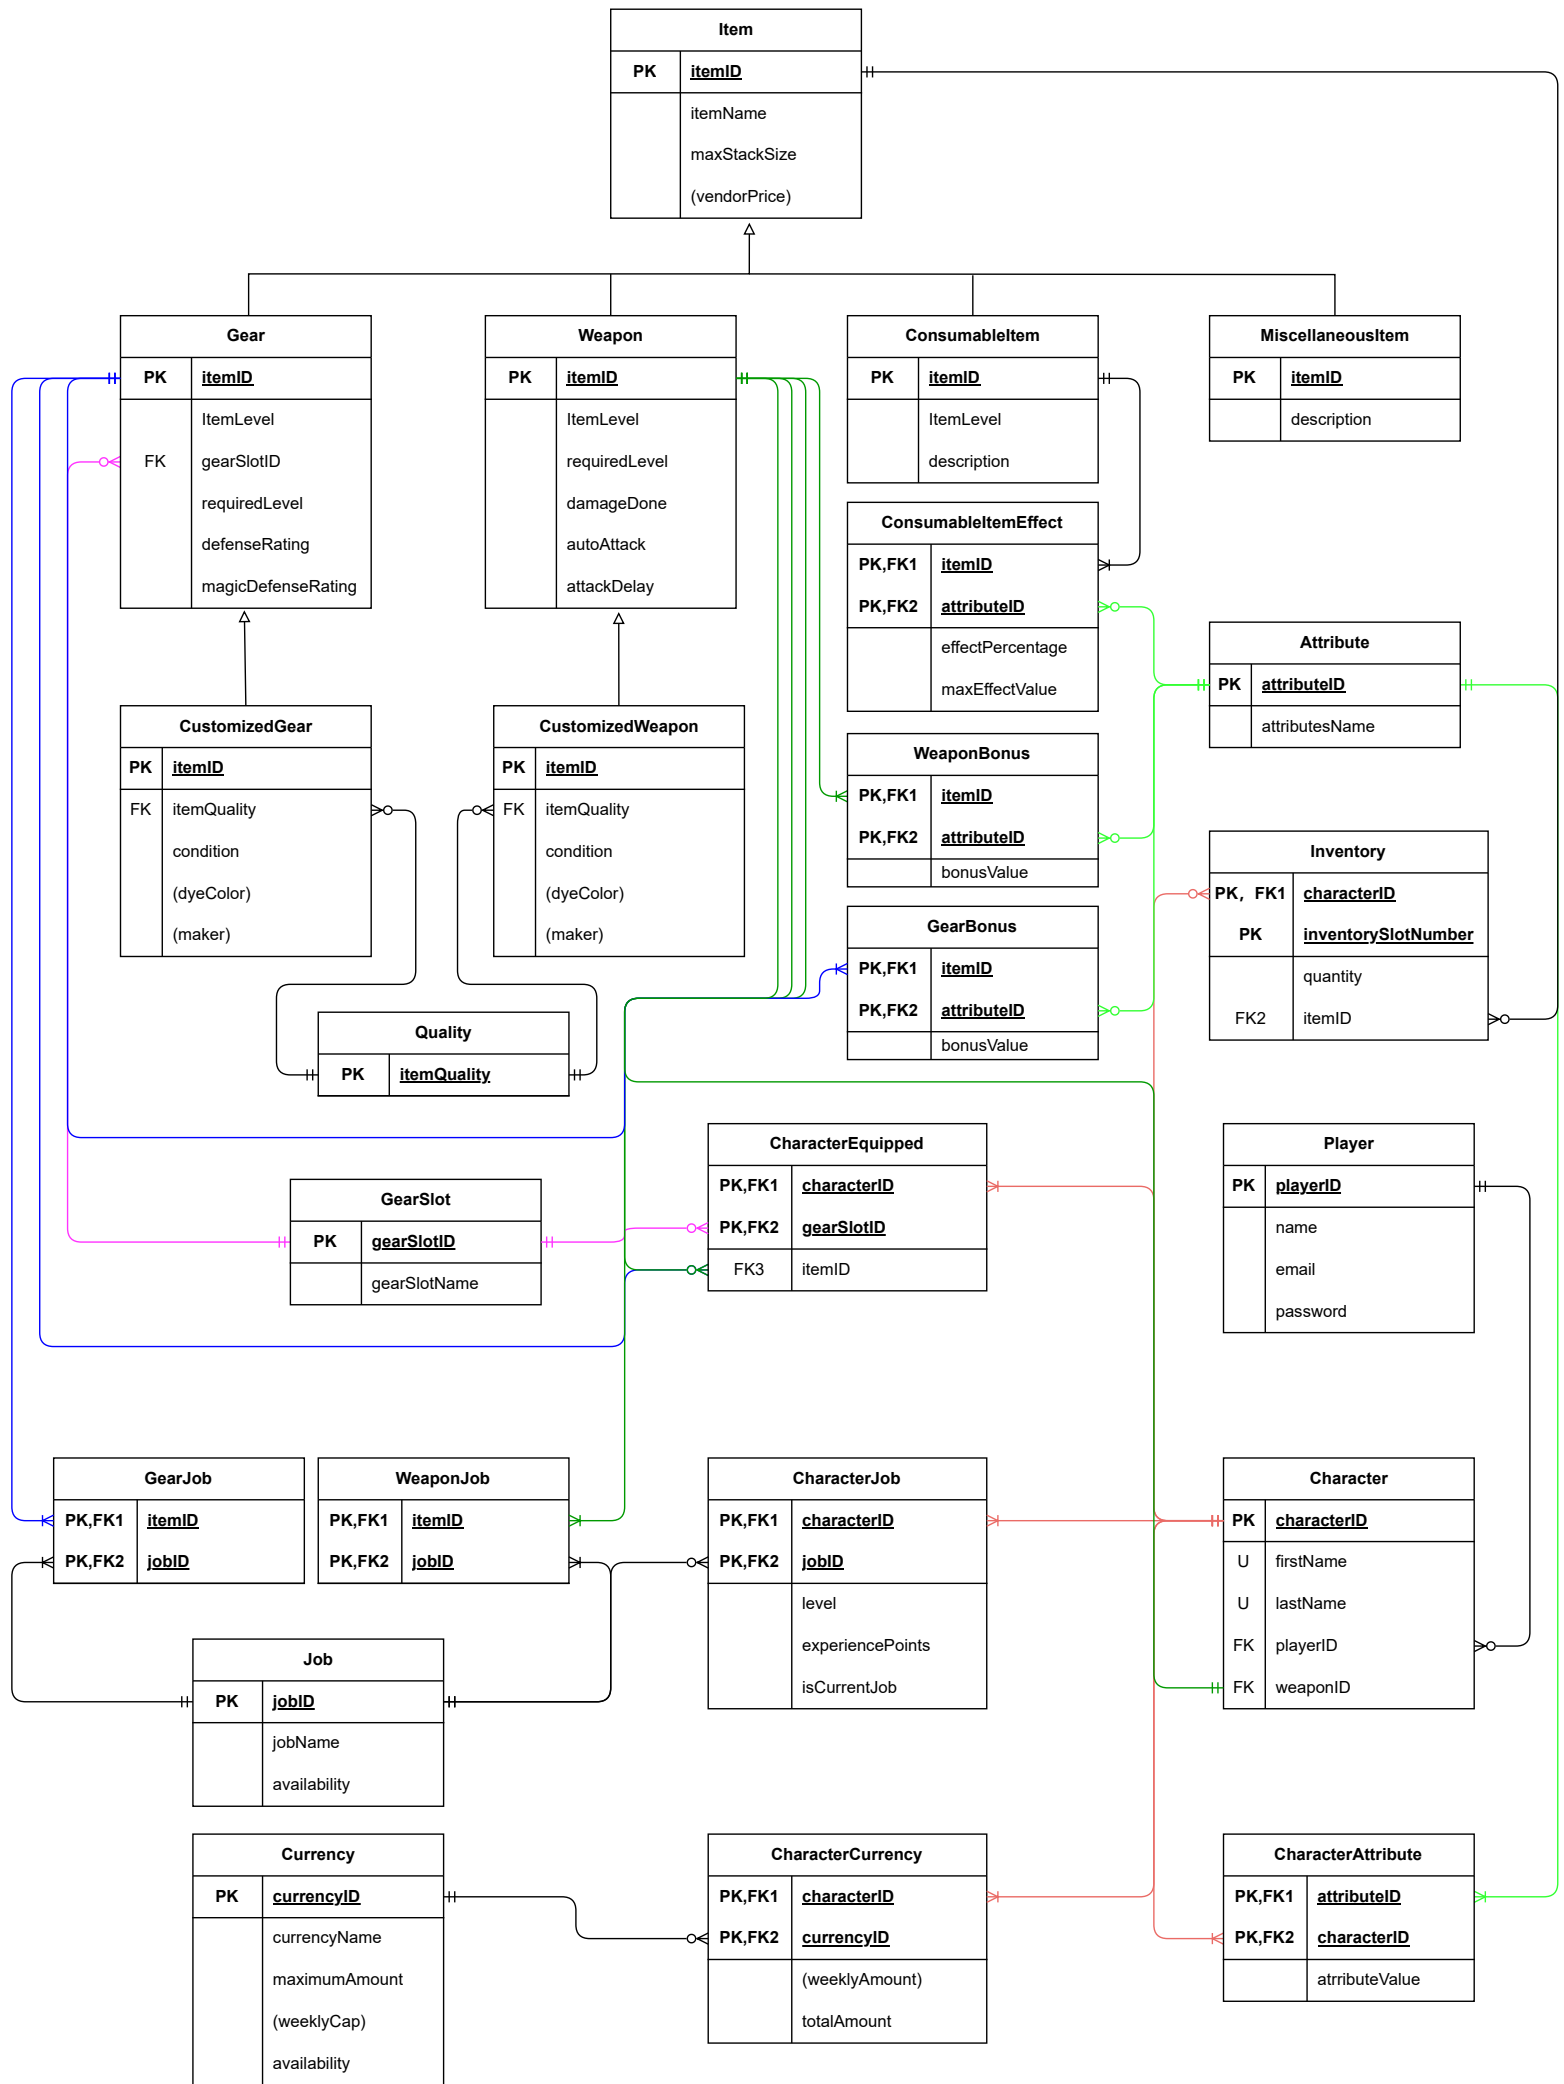 Item
PK itemID
itemName
maxStackSize
(vendorPrice)
Gear
PK itemID
ItemLevel
FK gearSlotID
requiredLevel
defenseRating
magicDefenseRating
Weapon
PK itemID
ItemLevel
requiredLevel
damageDone
autoAttack
attackDelay
ConsumableItem
PK itemID
ItemLevel
description
MiscellaneousItem
PK itemID
description
ConsumableItemEffect
PK,FK1 itemID
PK,FK2 attributeID
effectPercentage
maxEffectValue
Attribute
PK attributeID
attributesName
CustomizedGear
PK itemID
FK itemQuality
condition
(dyeColor)
(maker)
CustomizedWeapon
PK itemID
FK itemQuality
condition
(dyeColor)
(maker)
WeaponBonus
PK,FK1 itemID
PK,FK2 attributeID
bonusValue
Inventory
PK, FK1 characterID
PK inventorySlotNumber
quantity
FK2 itemID
GearBonus
PK,FK1 itemID
PK,FK2 attributeID
bonusValue
Quality
PK itemQuality
CharacterEquipped
PK,FK1 characterID
PK,FK2 gearSlotID
FK3 itemID
Player
PK playerID
name
email
password
GearSlot
PK gearSlotID
gearSlotName
GearJob
PK,FK1 itemID
PK,FK2 jobID
WeaponJob
PK,FK1 itemID
PK,FK2 jobID
CharacterJob
PK,FK1 characterID
PK,FK2 jobID
level
experiencePoints
isCurrentJob
Character
PK characterID
U firstName
U lastName
FK playerID
FK weaponID
Job
PK jobID
jobName
availability
Currency
PK currencyID
currencyName
maximumAmount
(weeklyCap)
availability
CharacterCurrency
PK,FK1 characterID
PK,FK2 currencyID
(weeklyAmount)
totalAmount
CharacterAttribute
PK,FK1 attributeID
PK,FK2 characterID
atrributeValue